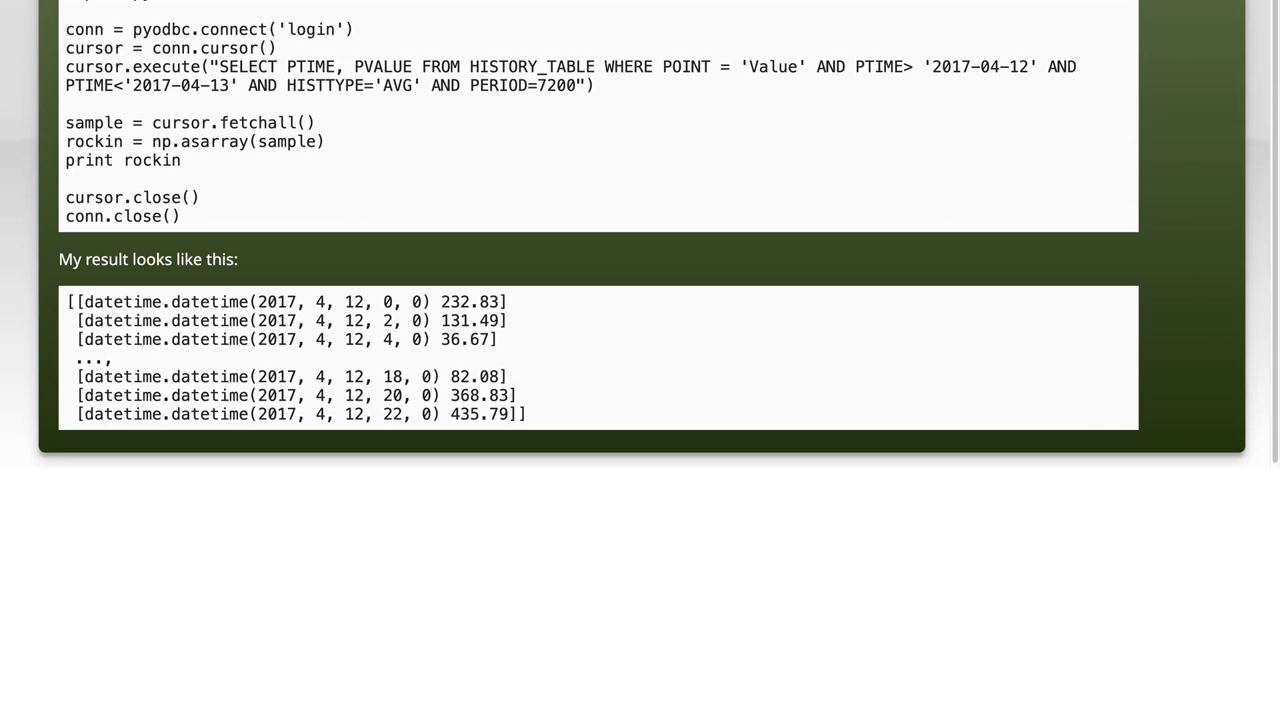 conn = pyodbc.connect('login')
cursor = conn.cursor()
cursor.execute("SELECT PTIME, PVALUE FROM HISTORY_TABLE WHERE POINT = 'Value' AND PTIME> '2017-04-12' AND
PTIME<'2017-04-13' AND HISTTYPE='AVG' AND PERIOD=7200")
sample = cursor.fetchall()
rockin = np.asarray(sample)
print rockin
cursor.close()
conn.close()
My result looks like this:
[[datetime.datetime(2017, 4, 12, 0, 0) 232.83]
[datetime.datetime(2017, 4, 12, 2, 0) 131.49]
[datetime.datetime(2017, 4, 12, 4, 0) 36.67]
...,
[datetime.datetime(2017, 4, 12, 18, 0) 82.08]
[datetime.datetime(2017, 4, 12, 20, 0) 368.83]
[datetime.datetime(2017, 4, 12, 22, 0) 435.79]]